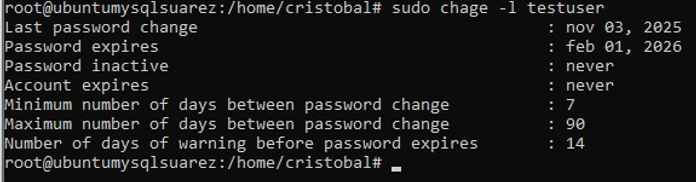 root@ubuntumysqlsuarez:/home/cristobal# sudo chage -l testuser
Last password change : nov 03, 2025
Password expires : feb 01, 2026
Password inactive : never
Account expires : never
Minimum number of days between password change : 7
Maximum number of days between password change : 90
Number of days of warning before password expires : 14
root@ubuntumysqlsuarez:/home/cristobal#